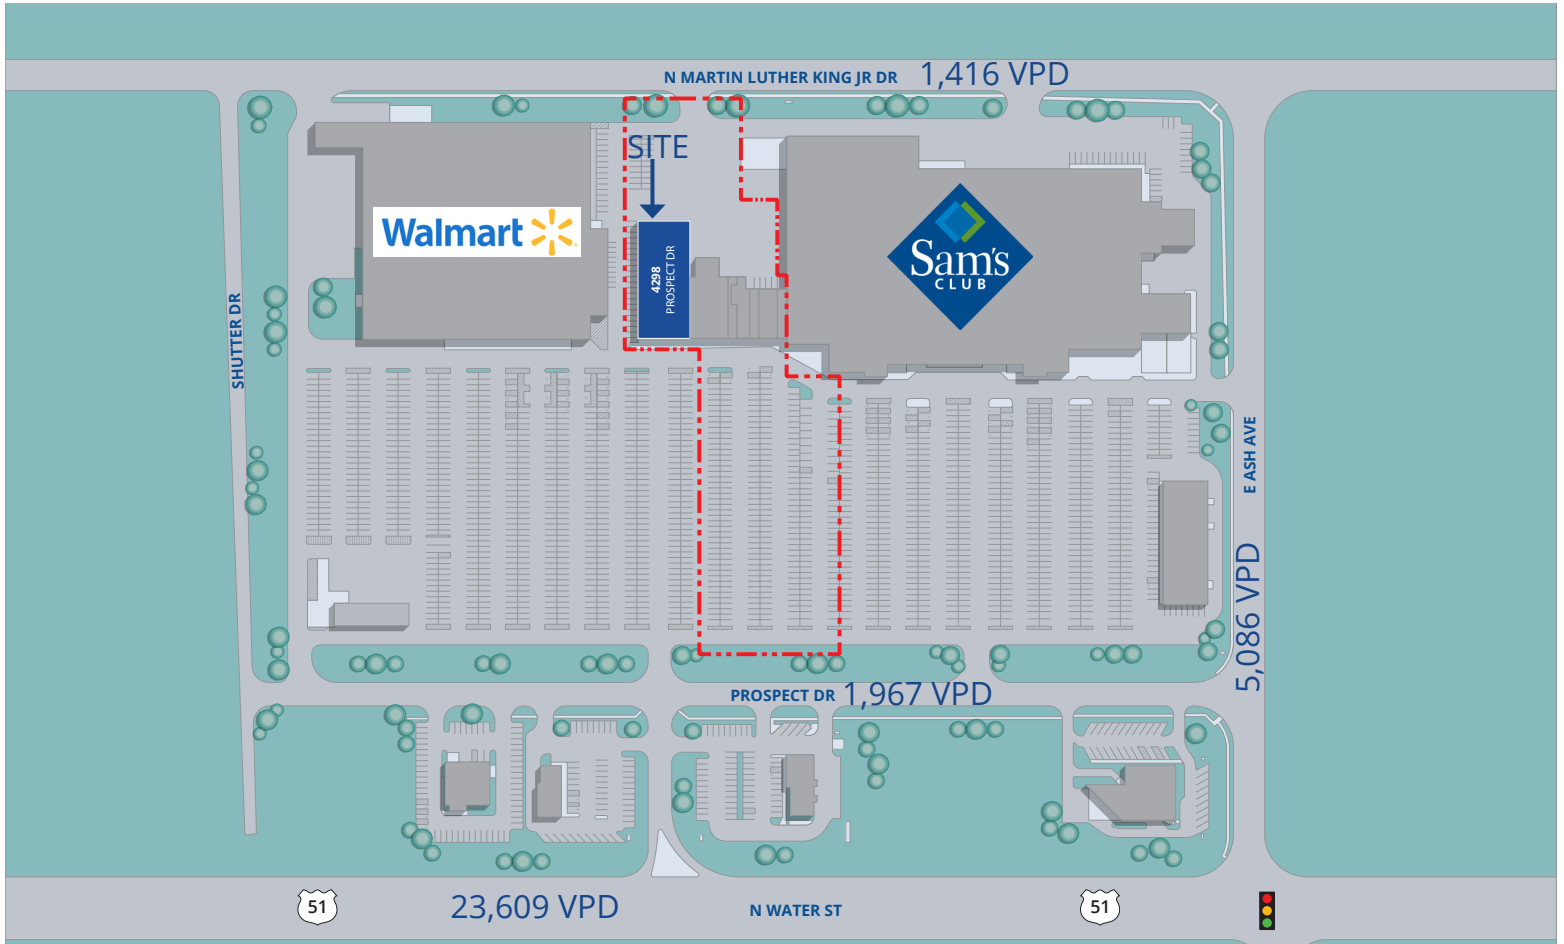 N MARTIN LUTHER KING JR DR 1,416 VPD
SITE
Walmart
4298
PROSPECT DR
Sam's
CLUB
SHUTTER DR
E ASH AVE
5,086 VPD
PROSPECT DR 1,967 VPD
51
23,609 VPD
N WATER ST
51